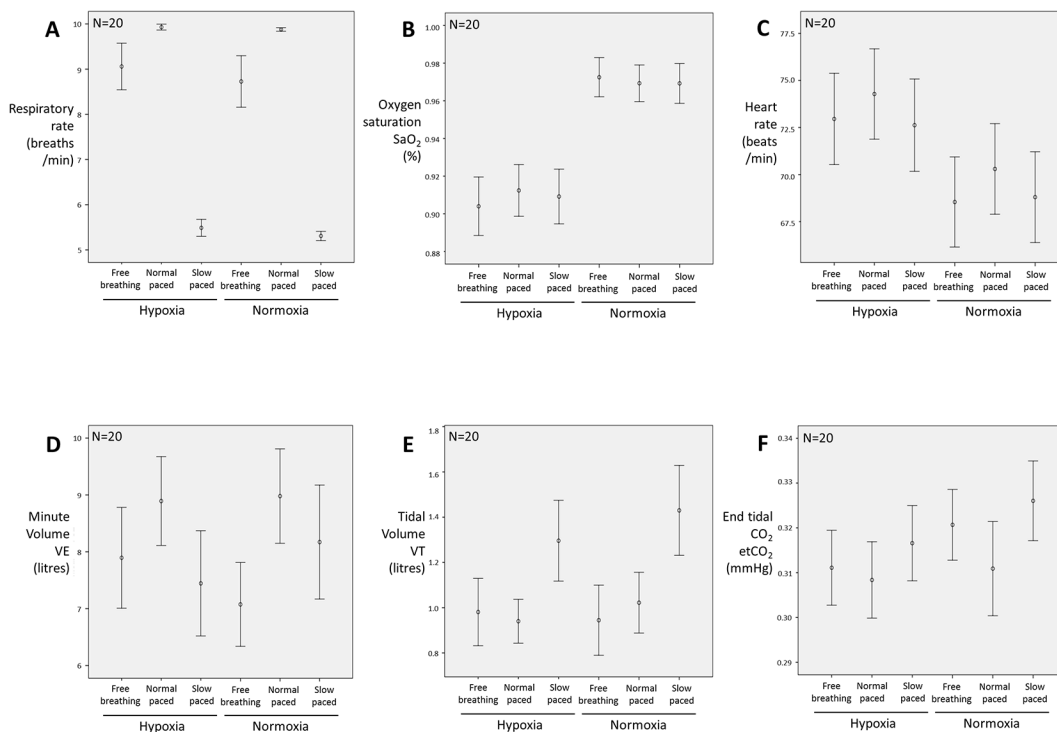 A
N=20
Respiratory
rate
(breaths
/min)
10
9
8
7
6
5
Free
breathing
Normal
paced
Slow
paced
Free
breathing
Normal
paced
Slow
paced
Hypoxia
Normoxia
B
N=20
Oxygen
saturation
SaO₂
(%)
1.00
0.98
0.96
0.94
0.92
0.90
0.88
Free
breathing
Normal
paced
Slow
paced
Free
breathing
Normal
paced
Slow
paced
Hypoxia
Normoxia
C
N=20
Heart
rate
(beats
/min)
77.5
75.0
72.5
70.0
67.5
Free
breathing
Normal
paced
Slow
paced
Free
breathing
Normal
paced
Slow
paced
Hypoxia
Normoxia
D
N=20
Minute
Volume
VE
(litres)
10
9
8
7
6
Free
breathing
Normal
paced
Slow
paced
Free
breathing
Normal
paced
Slow
paced
Hypoxia
Normoxia
E
N=20
Tidal
Volume
VT
(litres)
1.8
1.6
1.4
1.2
1.0
0.8
Free
breathing
Normal
paced
Slow
paced
Free
breathing
Normal
paced
Slow
paced
Hypoxia
Normoxia
F
N=20
End tidal
CO₂
etCO₂
(mmHg)
0.34
0.33
0.32
0.31
0.30
0.29
Free
breathing
Normal
paced
Slow
paced
Free
breathing
Normal
paced
Slow
paced
Hypoxia
Normoxia